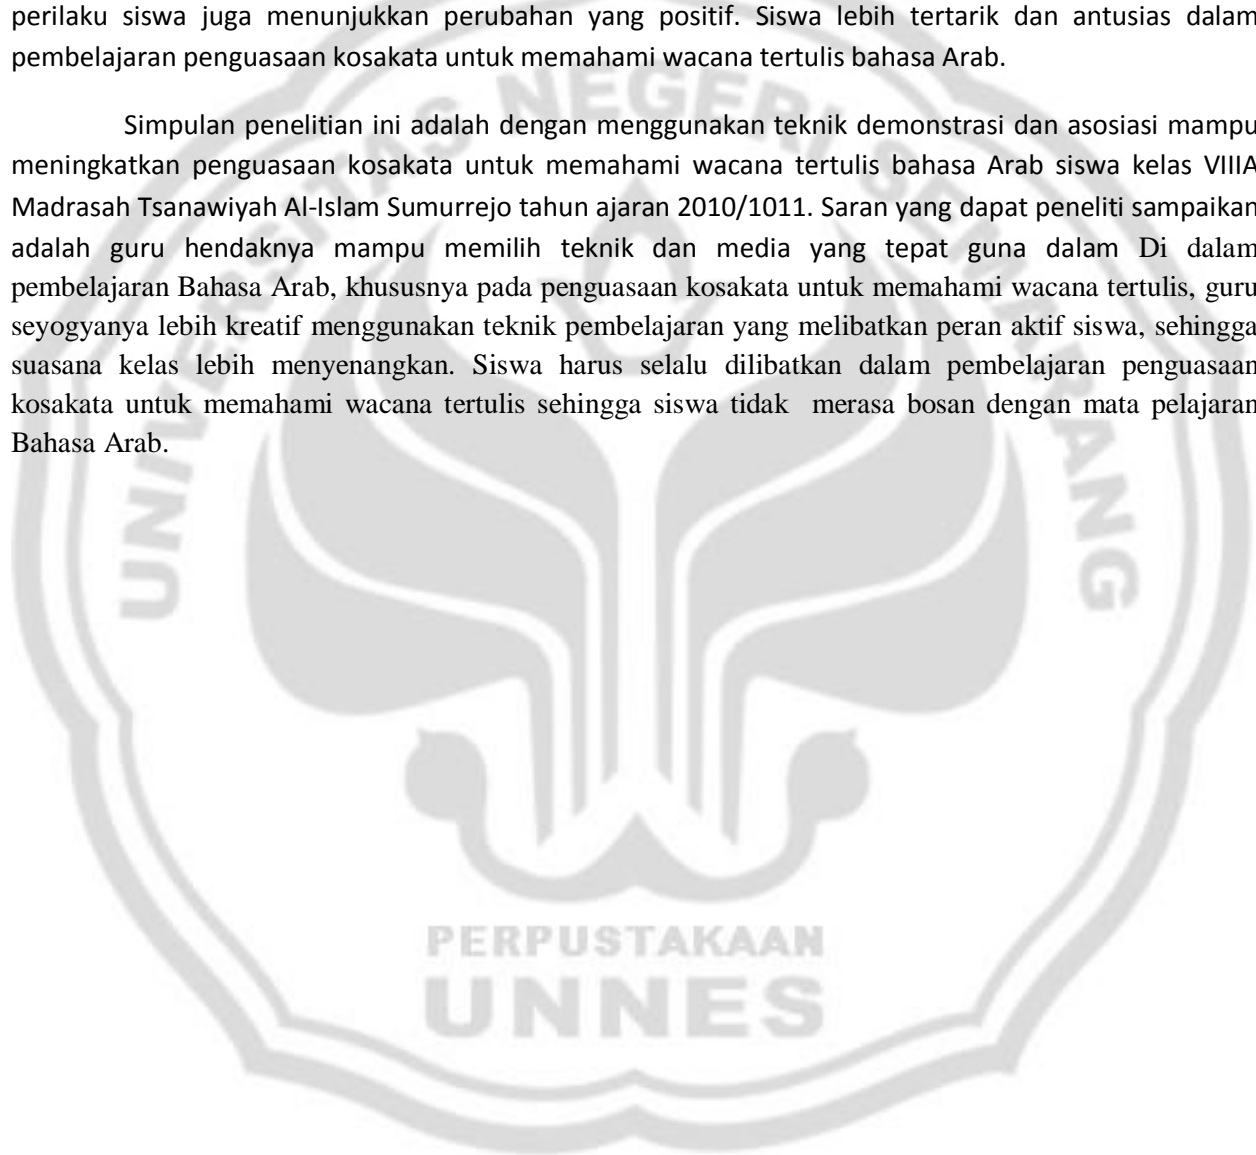 perilaku siswa juga menunjukkan perubahan yang positif. Siswa lebih tertarik dan antusias dalam
pembelajaran penguasaan kosakata untuk memahami wacana tertulis bahasa Arab.
Simpulan penelitian ini adalah dengan menggunakan teknik demonstrasi dan asosiasi mampu
meningkatkan penguasaan kosakata untuk memahami wacana tertulis bahasa Arab siswa kelas VIIIA
Madrasah Tsanawiyah Al-Islam Sumurrejo tahun ajaran 2010/1011. Saran yang dapat peneliti sampaikan
adalah guru hendaknya mampu memilih teknik dan media yang tepat guna dalam Di dalam
pembelajaran Bahasa Arab, khususnya pada penguasaan kosakata untuk memahami wacana tertulis, guru
seyogyanya lebih kreatif menggunakan teknik pembelajaran yang melibatkan peran aktif siswa, sehingga
suasana kelas lebih menyenangkan. Siswa harus selalu dilibatkan dalam pembelajaran penguasaan
kosakata untuk memahami wacana tertulis sehingga siswa tidak merasa bosan dengan mata pelajaran
Bahasa Arab.
UNIVERSITAS NEGERI SEMARANG
PERPUSTAKAAN
UNNES